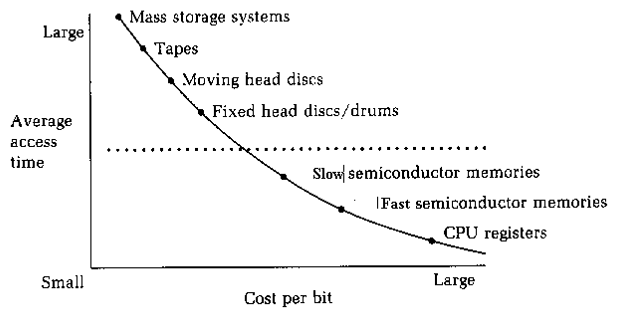 Large
Mass storage systems
Tapes
Moving head discs
Fixed head discs/drums
Average
access
time
Slow semiconductor memories
Fast semiconductor memories
CPU registers
Small
Large
Cost per bit